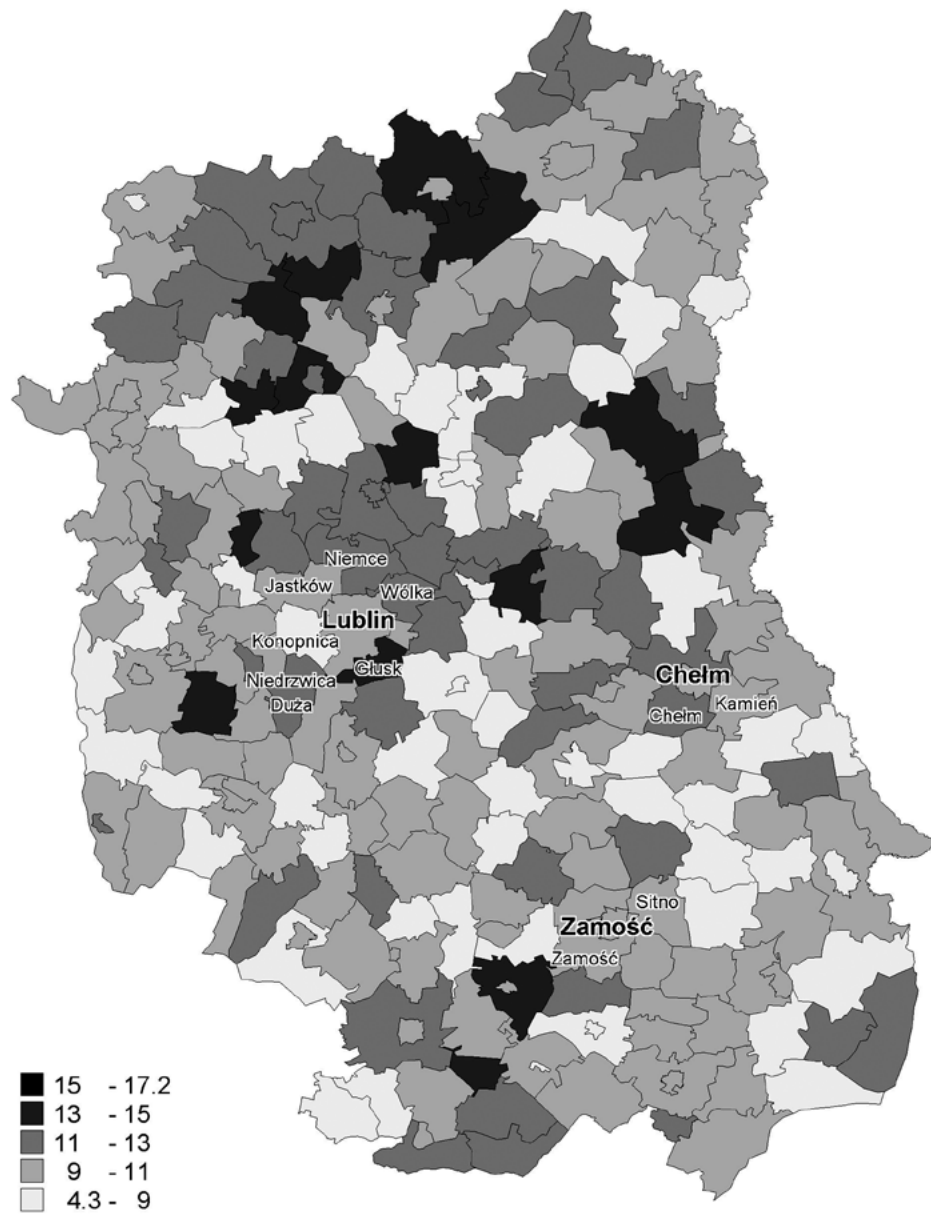 Niemce
Jastków
Wólka
Lublin
Konopnica
Głusk
Niedrzwica
Duża
Chełm
Kamień
Chełm
Sitno
Zamość
Zamość
15 - 17.2
13 - 15
11 - 13
9 - 11
4.3 - 9